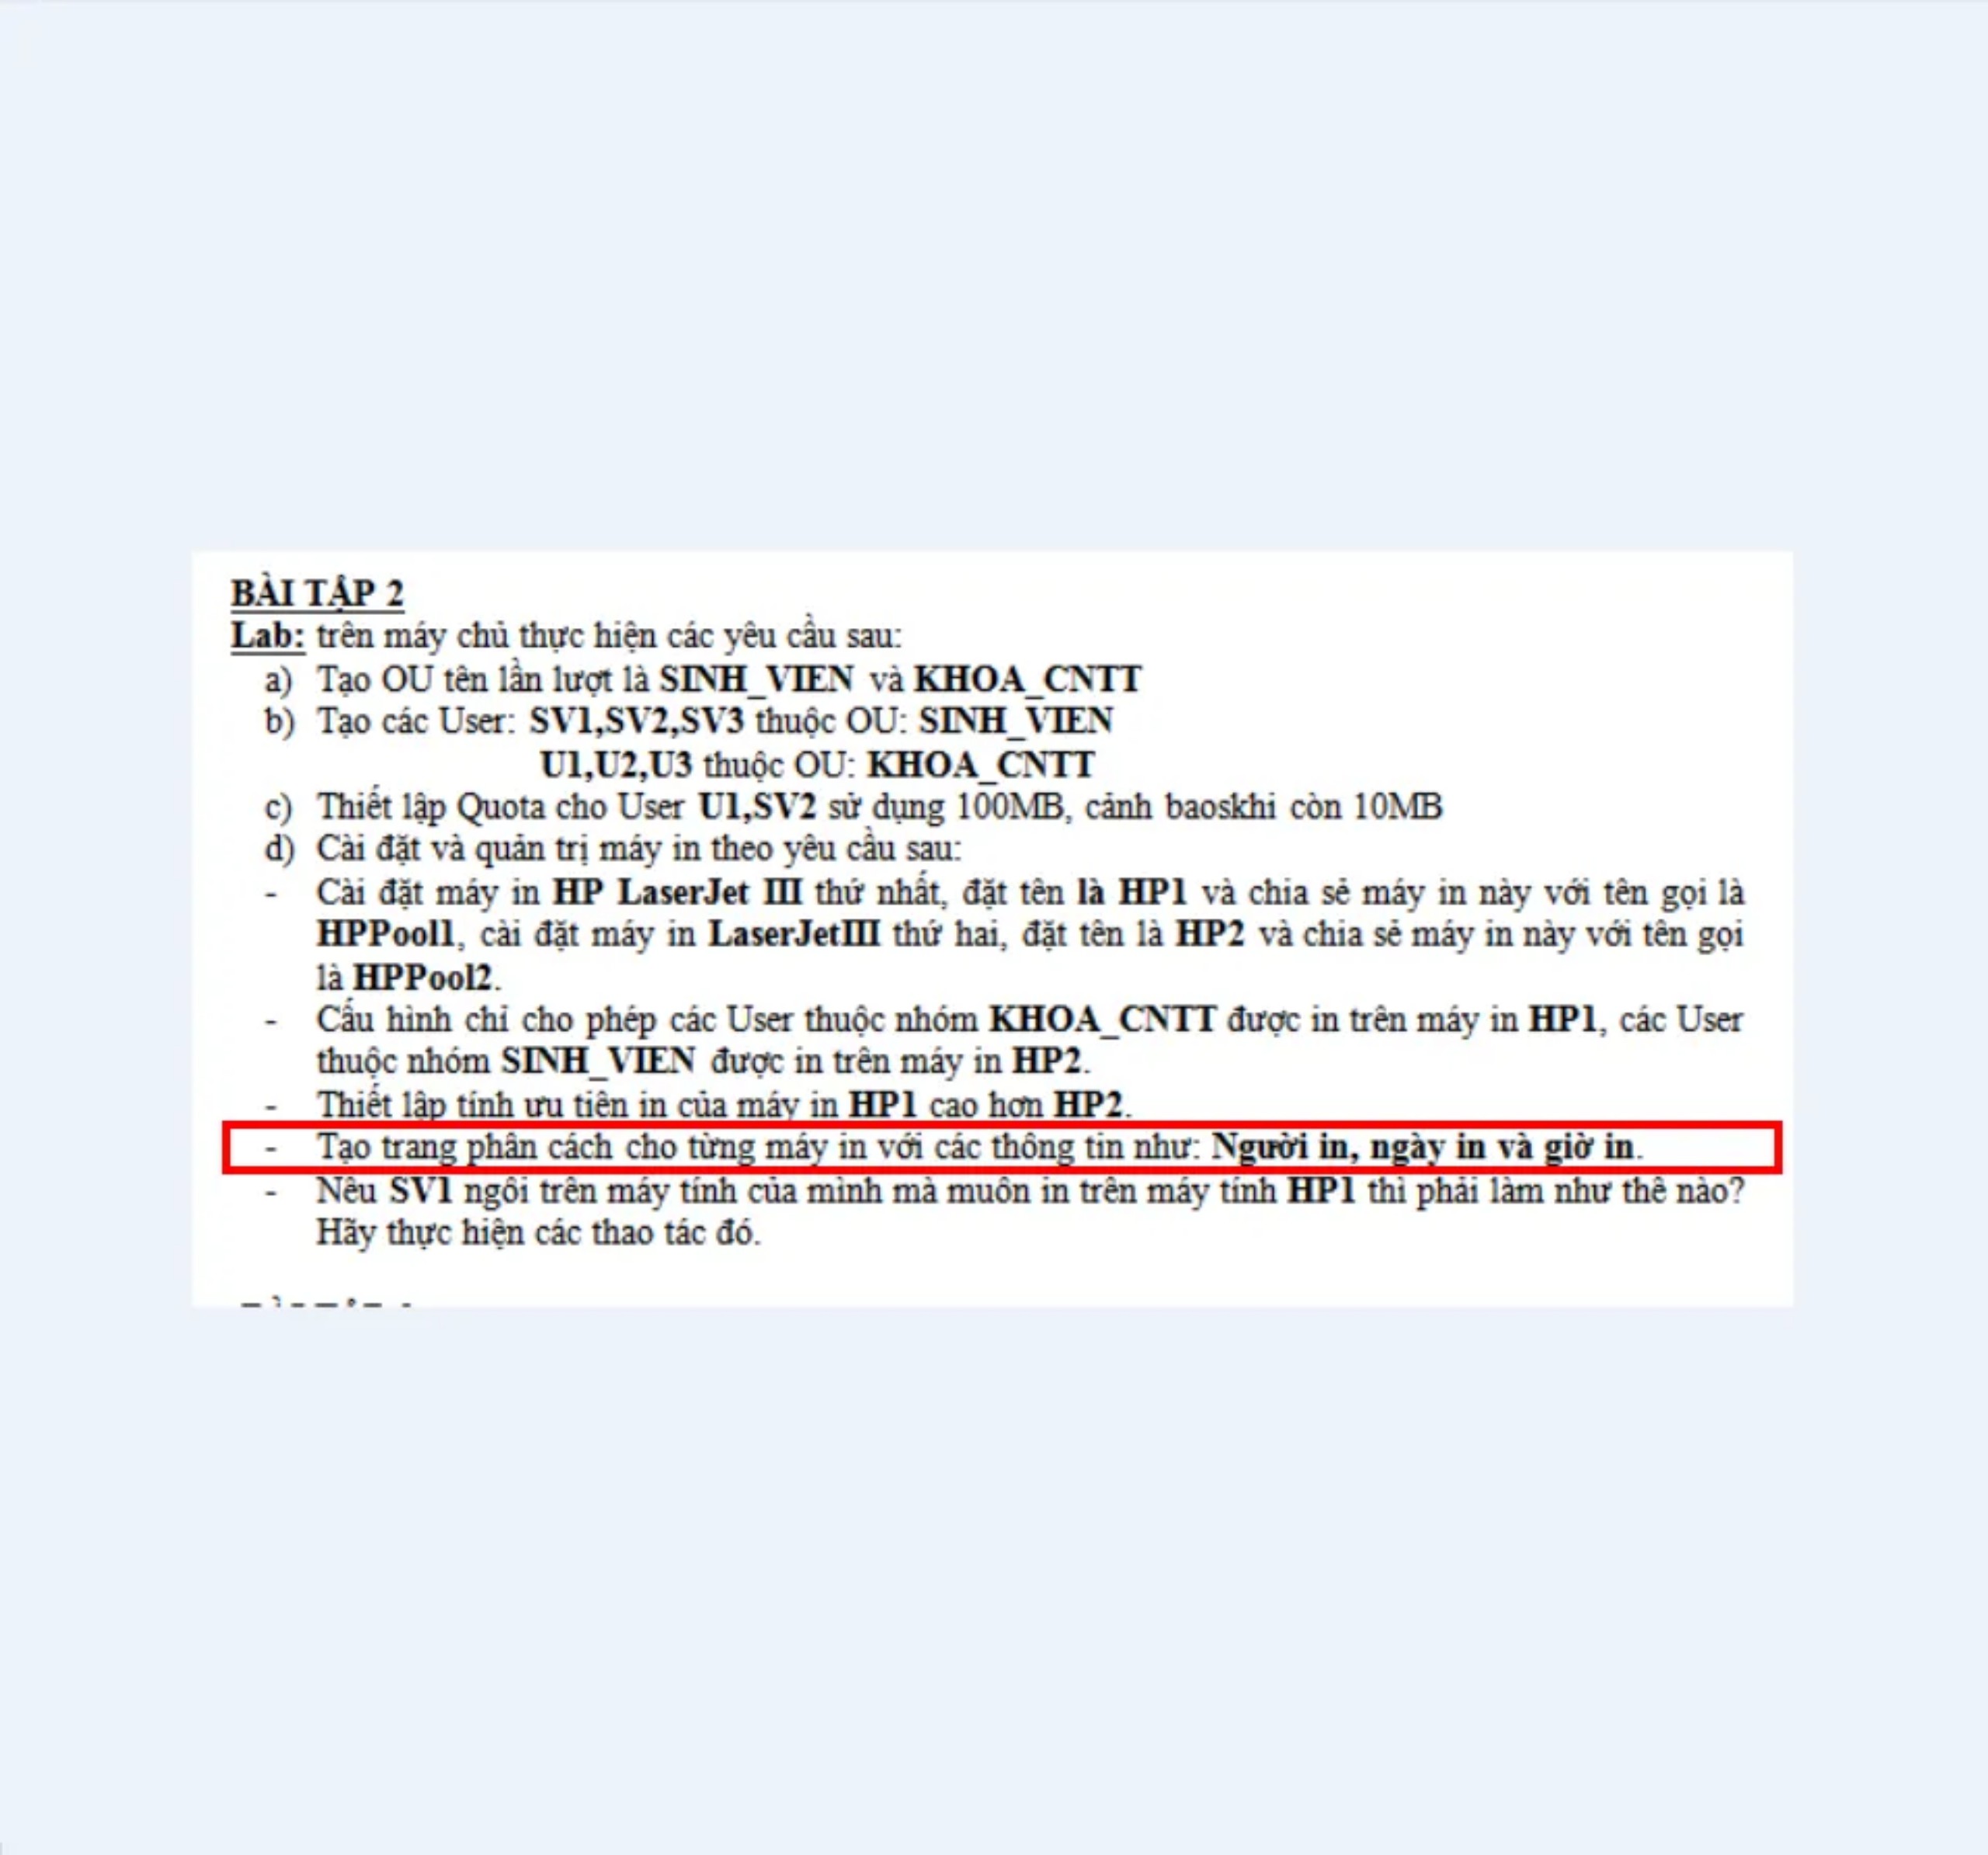 BÀI TẬP 2
Lab: trên máy chủ thực hiện các yêu cầu sau:
a) Tạo OU tên lần lượt là SINH_VIEN và KHOA_CNTT
b) Tạo các User: SV1,SV2,SV3 thuộc OU: SINH_VIEN
U1,U2,U3 thuộc OU: KHOA_CNTT
c) Thiết lập Quota cho User U1,SV2 sử dụng 100MB, cảnh baoskhi còn 10MB
d) Cài đặt và quản trị máy in theo yêu cầu sau:
- Cài đặt máy in HP LaserJet III thứ nhất, đặt tên là HP1 và chia sẻ máy in này với tên gọi là
HPPool1, cài đặt máy in LaserJetIII thứ hai, đặt tên là HP2 và chia sẻ máy in này với tên gọi
là HPPool2.
- Cấu hình chỉ cho phép các User thuộc nhóm KHOA_CNTT được in trên máy in HP1, các User
thuộc nhóm SINH_VIEN được in trên máy in HP2.
- Thiết lập tính ưu tiên in của máy in HP1 cao hơn HP2.
- Tạo trang phân cách cho từng máy in với các thông tin như: Người in, ngày in và giờ in.
- Nếu SV1 ngồi trên máy tính của mình mà muốn in trên máy tính HP1 thì phải làm như thế nào?
Hãy thực hiện các thao tác đó.